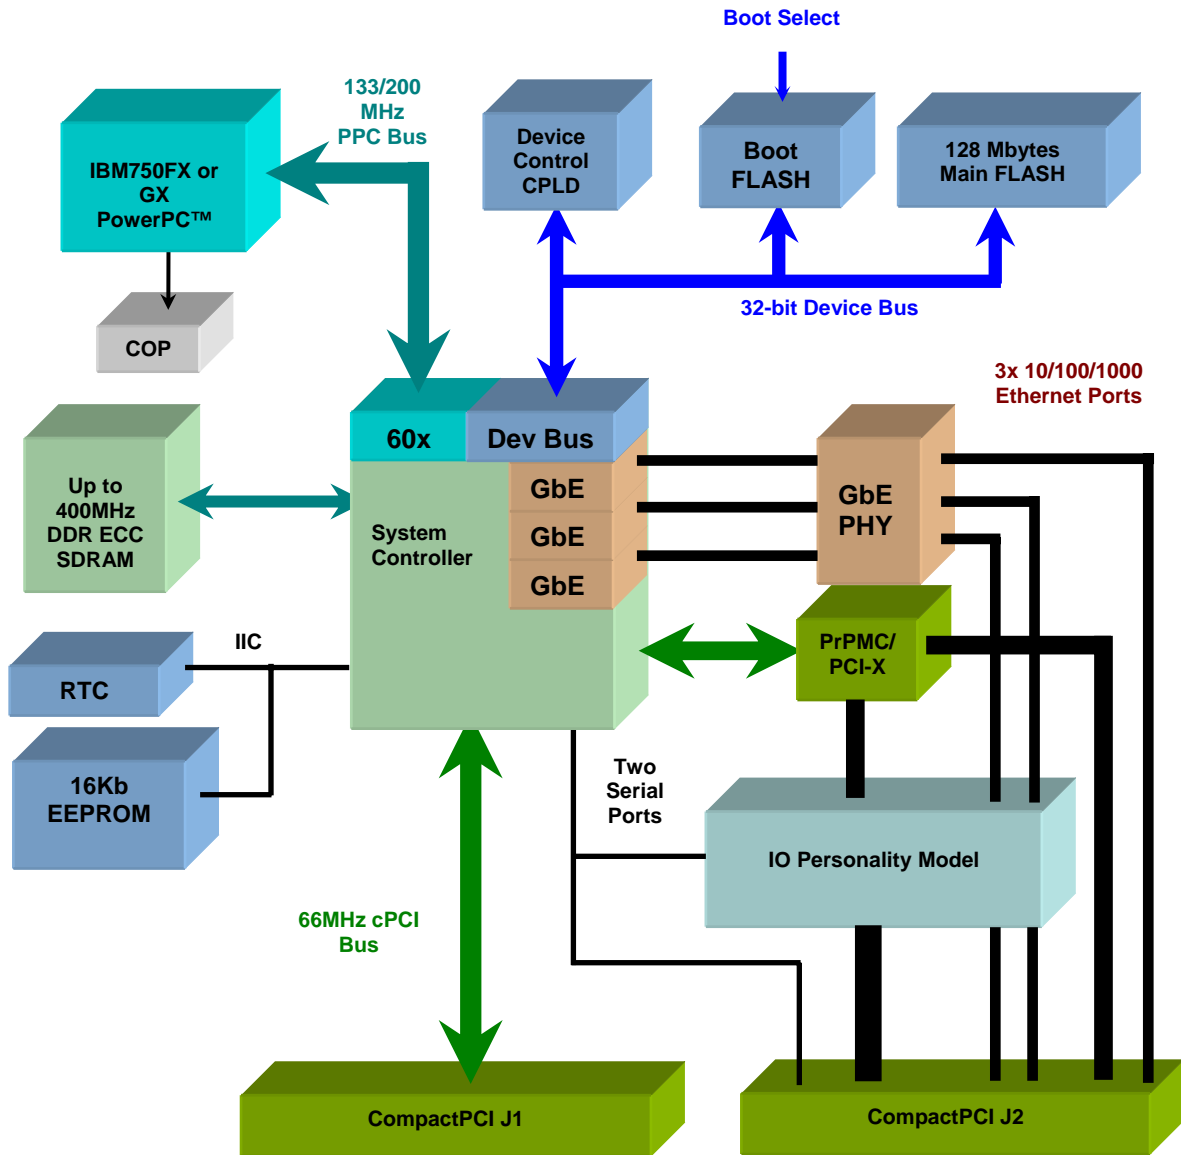 Boot Select
133/200
MHz
PPC Bus
IBM750FX or
GX
PowerPC™
Device
Control
CPLD
Boot
FLASH
128 Mbytes
Main FLASH
32-bit Device Bus
COP
3x 10/100/1000
Ethernet Ports
60x
Dev Bus
Up to
400MHz
DDR ECC
SDRAM
System
Controller
GbE
GbE
GbE
GbE
PHY
IIC
RTC
PrPMC/
PCI-X
16Kb
EEPROM
Two
Serial
Ports
IO Personality Model
66MHz cPCI
Bus
CompactPCI J1
CompactPCI J2